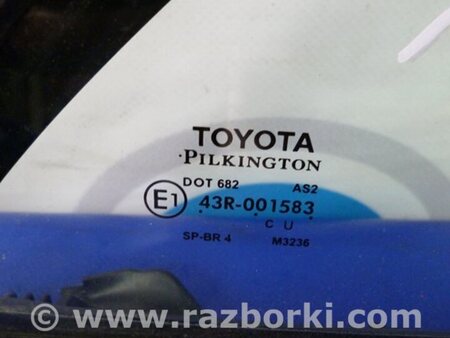 TOYOTA
·PILKINGTON
DOT 682 AS2
E1 43R-001583
C U
SP-BR 4 M3236
© www.razborki.com